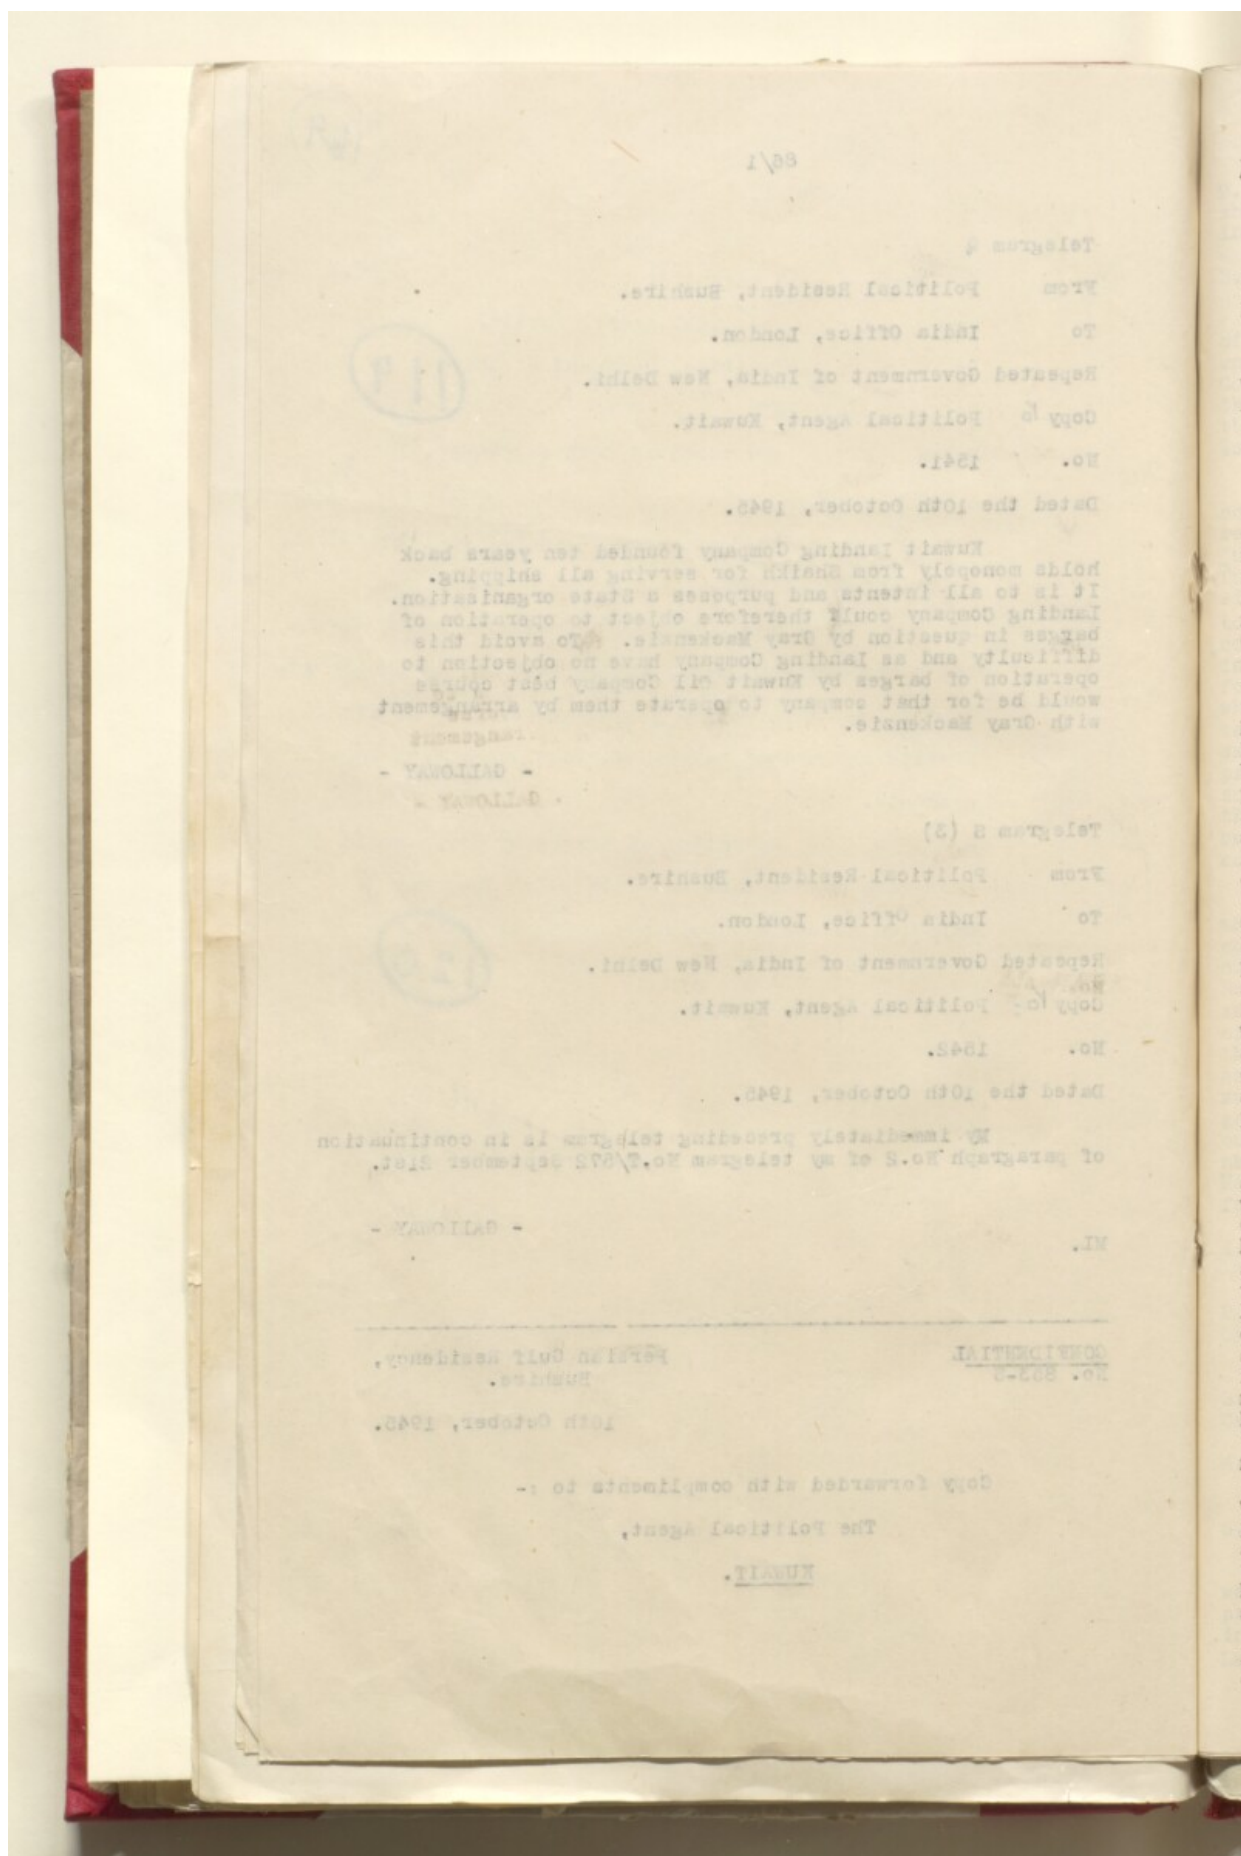 86/1
Telegram Q
From Political Resident, Bushire.
To India Office, London.
Repeated Government of India, New Delhi.
119
Copy to Political Agent, Kuwait.
No. 1541.
Dated the 10th October, 1945.
Kuwait Landing Company founded ten years back
holds monopoly from Shaikh for serving all shipping.
It is to all intents and purposes a State organisation.
Landing Company could therefore object to operation of
barges in question by Gray Mackenzie. To avoid this
difficulty and as Landing Company have no objection to
operation of barges by Kuwait Oil Company best course
would be for that company to operate them by arrangement
with Gray Mackenzie.
rangement
- GALLOWAY -
GALLOWAY -
Telegram S (3)
From Political Resident, Bushire.
To India Office, London.
120
Repeated Government of India, New Delhi.
No.
Copy to Political Agent, Kuwait.
No. 1542.
Dated the 10th October, 1945.
My immediately preceding telegram is in continuation
of paragraph No.2 of my telegram No.T/672 September 21st.
- GALLOWAY -
ML.
CONFIDENTIAL
Persian Gulf Residency,
No. 853-S
Bushire.
10th October, 1945.
Copy forwarded with compliments to :-
The Political Agent,
KUWAIT.